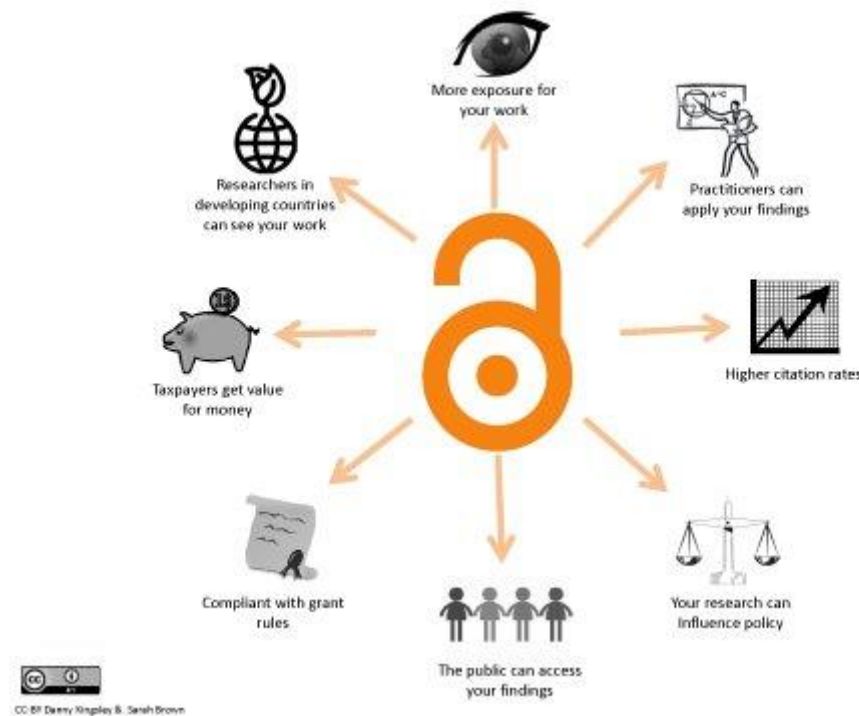 More exposure for
your work
Practitioners can
apply your findings
Higher citation rates
Your research can
influence policy
The public can access
your findings
Compliant with grant
rules
Taxpayers get value
for money
Researchers in
developing countries
can see your work
CC-BY Danny Kingsley & Sarah Brown